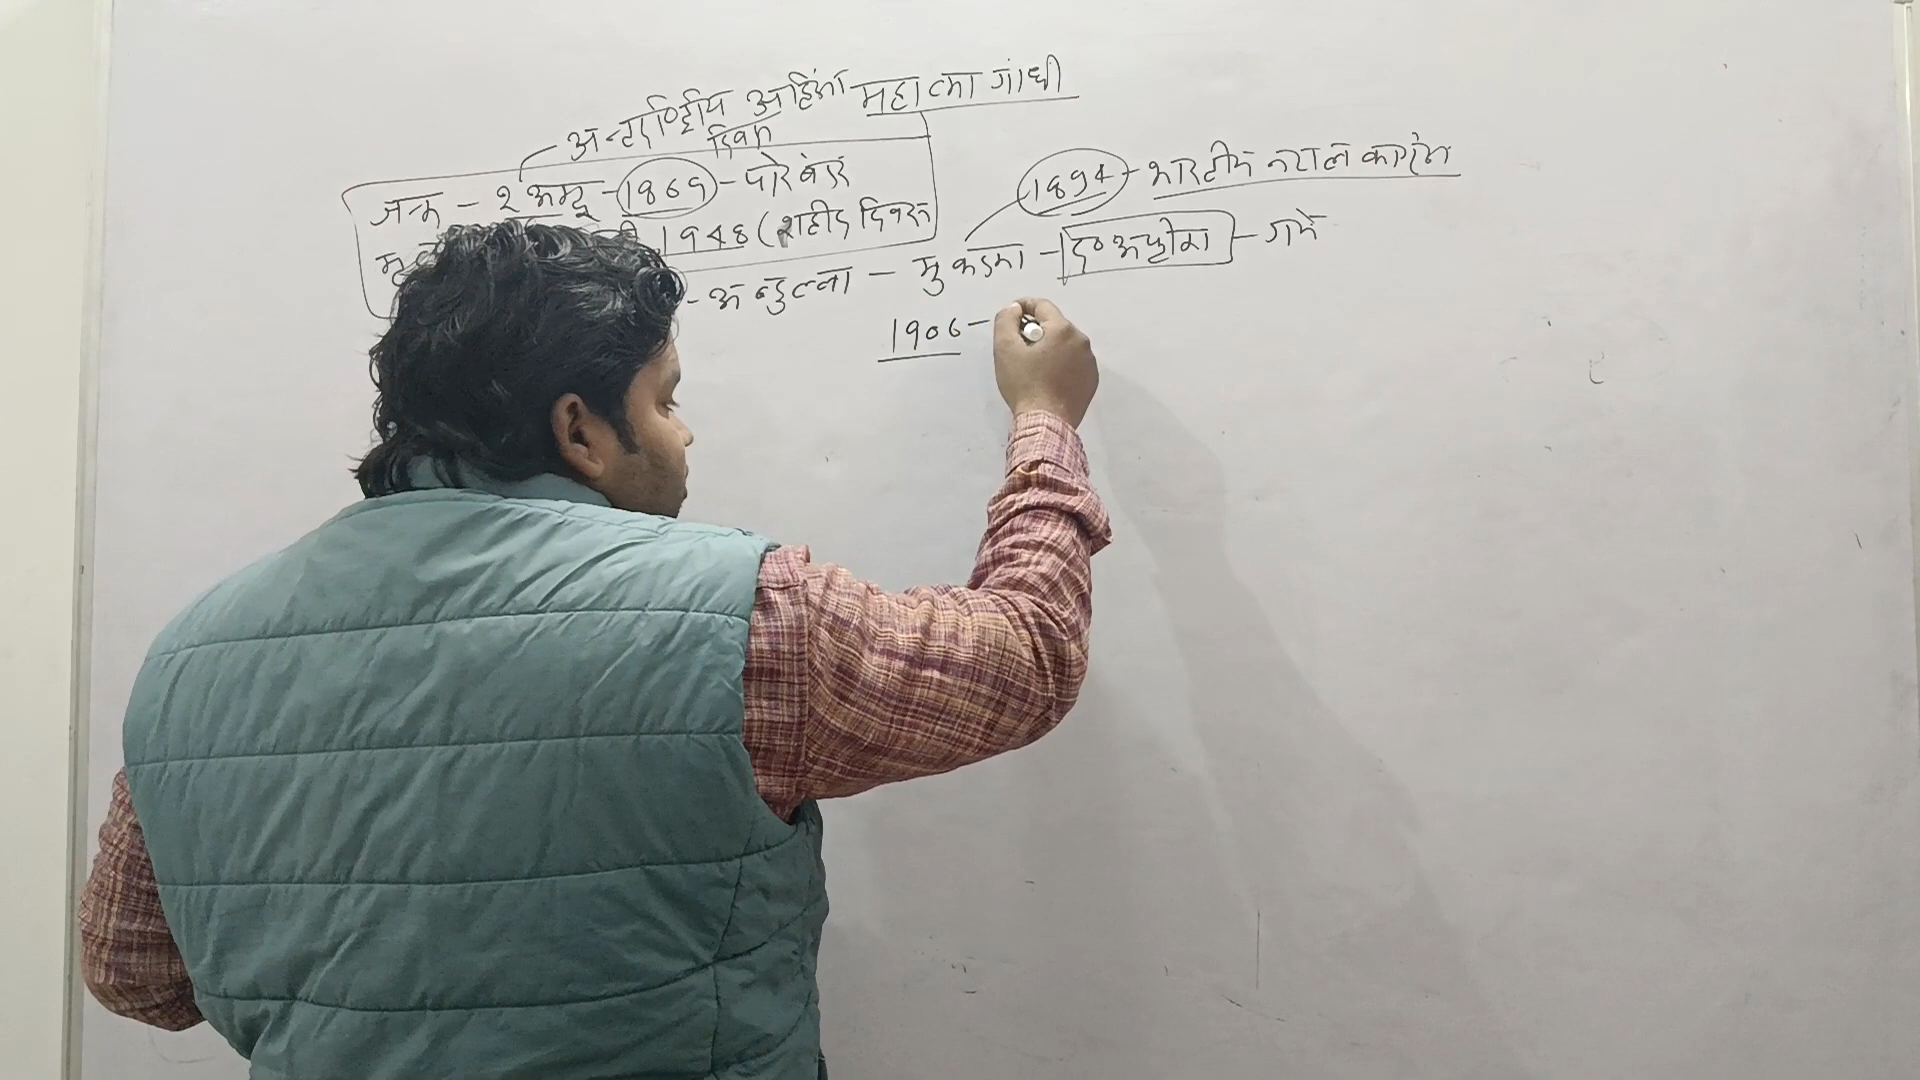 महात्मा गांधी
अन्तर्राष्ट्रीय अहिंसा
दिवस
जन्म - 2 अक्टू - 1869 - पोरबंदर
1948 (शहीद दिवस
1894 - भारतीय नटाल कांग्रेस
- अब्दुल्ला - मुकदमा - द० अफ्रीका - गये
1906 -